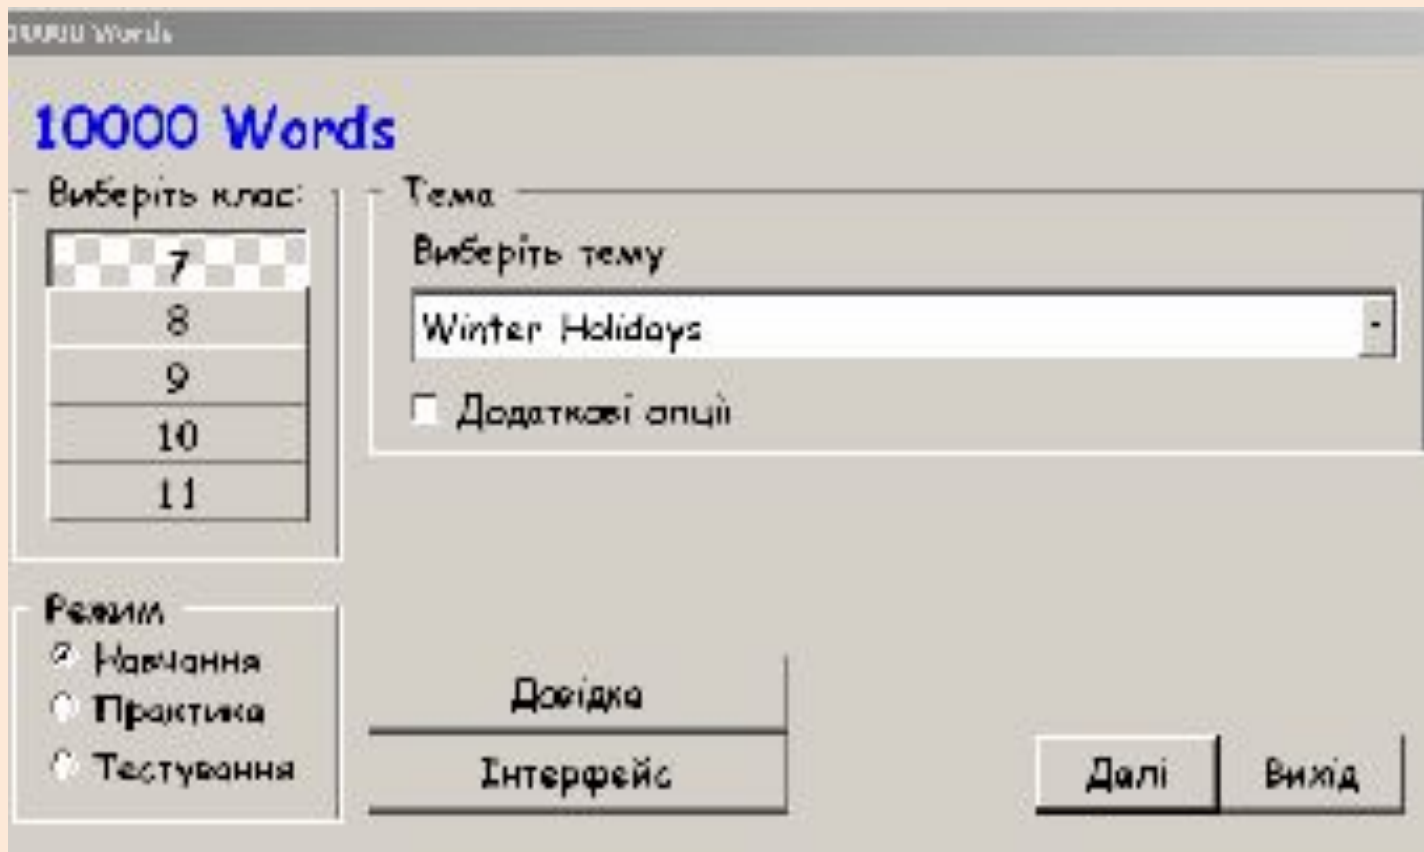 10000 Words
10000 Words
Виберіть клас:
7
8
9
10
11
Тема
Виберіть тему
Winter Holidays
Додаткові опції
Режим
Навчання
Практика
Тестування
Довідка
Інтерфейс
Далі
Вихід